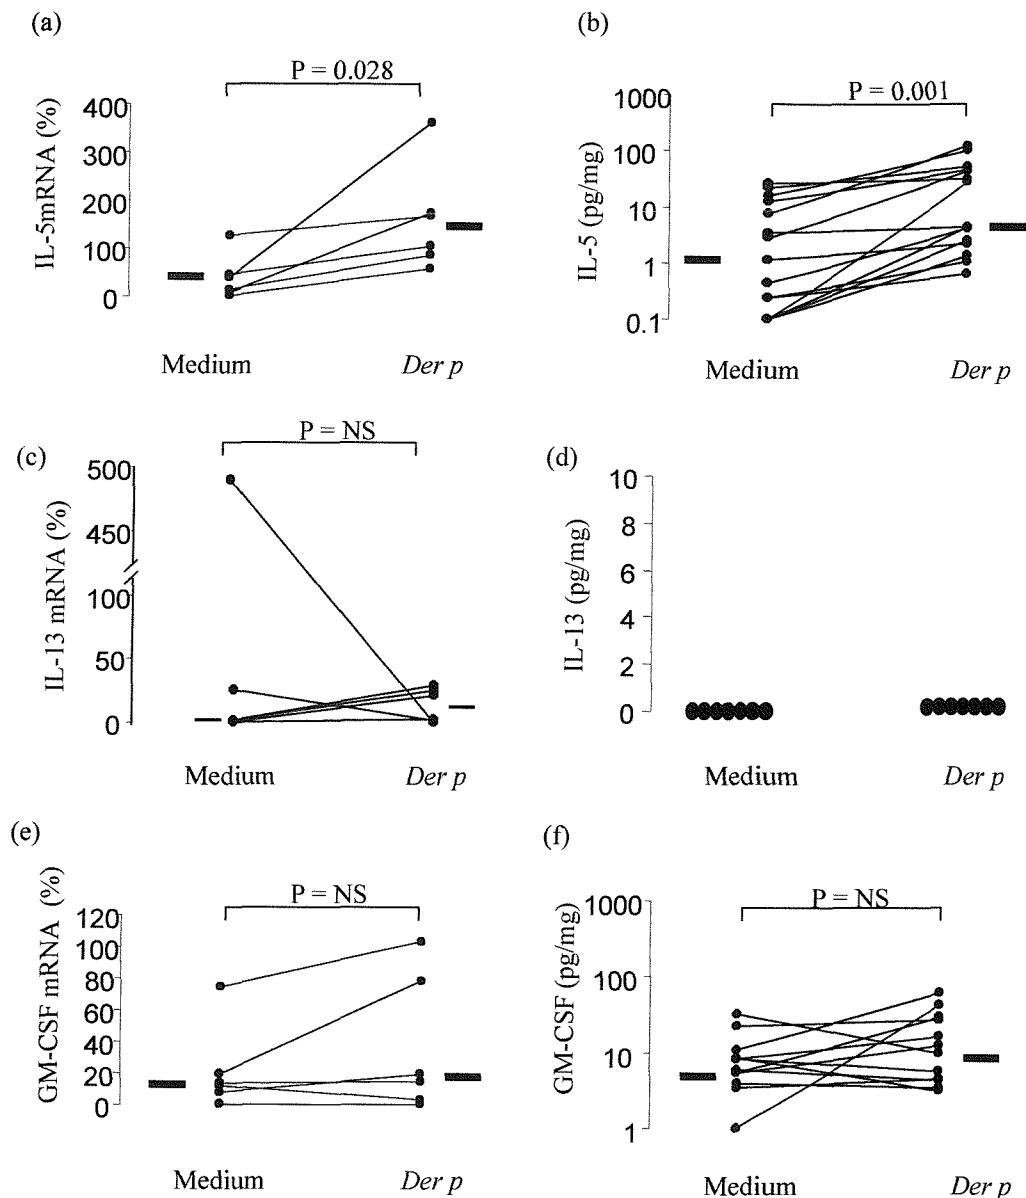 (a)
P = 0.028
IL-5mRNA (%)
400
300
200
100
0
Medium
Der p
(b)
P = 0.001
IL-5 (pg/mg)
1000
100
10
1
0.1
Medium
Der p
(c)
P = NS
IL-13 mRNA (%)
500
450
100
50
0
Medium
Der p
(d)
IL-13 (pg/mg)
10
8
6
4
2
0
Medium
Der p
(e)
P = NS
GM-CSF mRNA (%)
120
100
80
60
40
20
0
Medium
Der p
(f)
P = NS
GM-CSF (pg/mg)
1000
100
10
1
Medium
Der p